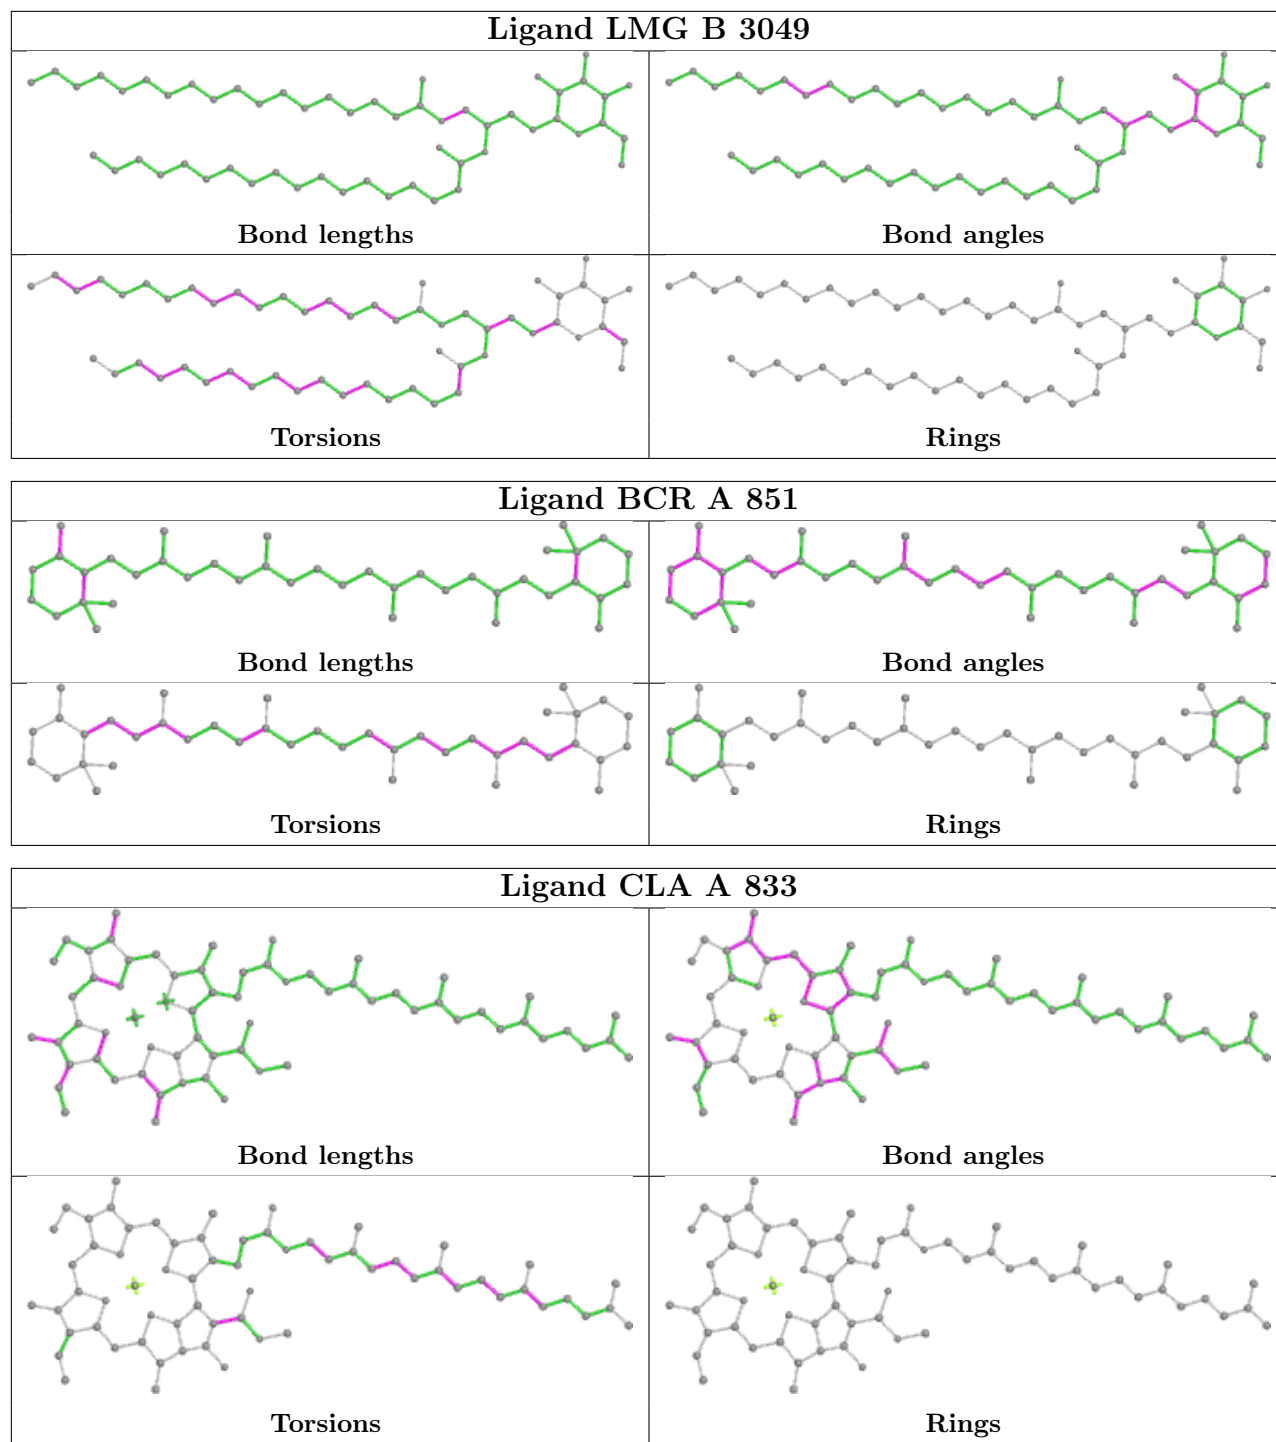 Ligand LMG B 3049
Bond lengths
Bond angles
Torsions
Rings
Ligand BCR A 851
Bond lengths
Bond angles
Torsions
Rings
Ligand CLA A 833
Bond lengths
Bond angles
Torsions
Rings